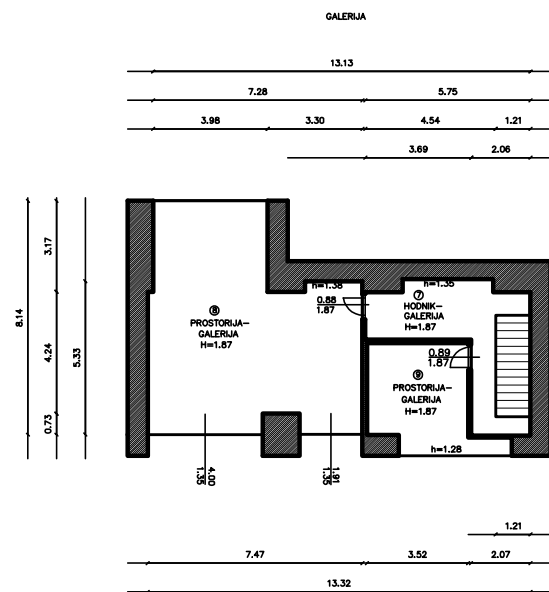 GALERIJA
13.13
7.28 5.75
3.98 3.30 4.54 1.21
3.69 2.06
3.17
8.14
4.24
5.33
0.73
h=1.38
h=1.35
0.88
1.87
⑦
HODNIK-
GALERIJA
H=1.87
⑧
PROSTORIJA-
GALERIJA
H=1.87
0.89
1.87
⑨
PROSTORIJA-
GALERIJA
H=1.87
h=1.28
4.00
1.35
1.91
1.35
1.21
7.47 3.52 2.07
13.32